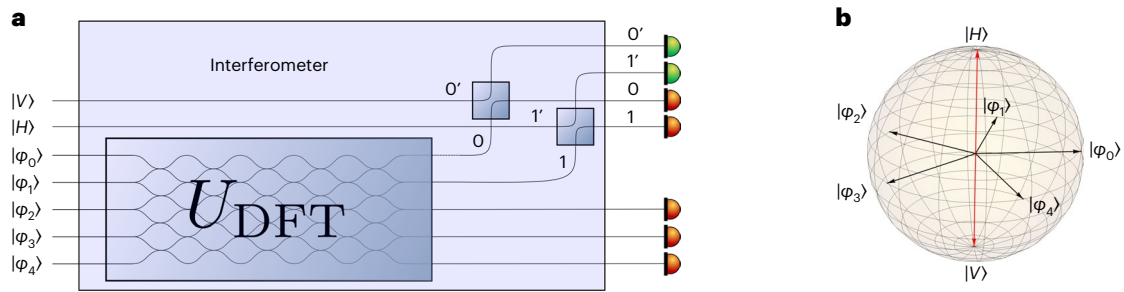 a
b
Interferometer
0′
1′
0
1
0′
1′
0
1
|V⟩
|H⟩
|φ₀⟩
|φ₁⟩
|φ₂⟩
|φ₃⟩
|φ₄⟩
U_DFT
|H⟩
|φ₁⟩
|φ₂⟩
|φ₀⟩
|φ₃⟩
|φ₄⟩
|V⟩